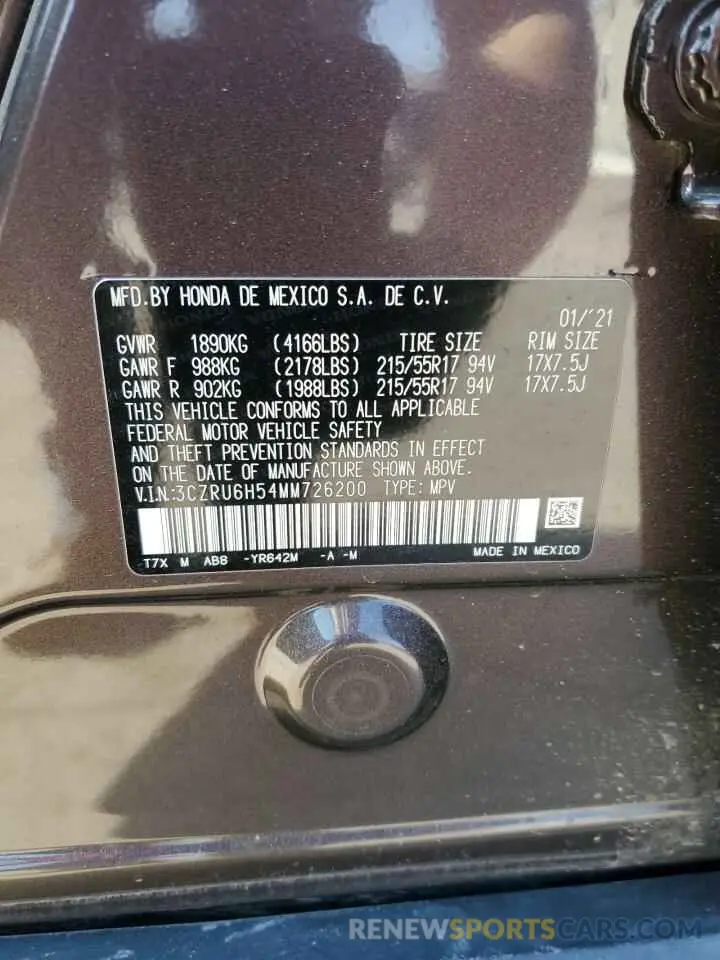 MFD.BY HONDA DE MEXICO S.A. DE C.V.
01/'21
GVWR 1890KG (4166LBS) TIRE SIZE RIM SIZE
GAWR F 988KG (2178LBS) 215/55R17 94V 17X7.5J
GAWR R 902KG (1988LBS) 215/55R17 94V 17X7.5J
THIS VEHICLE CONFORMS TO ALL APPLICABLE
FEDERAL MOTOR VEHICLE SAFETY
AND THEFT PREVENTION STANDARDS IN EFFECT
ON THE DATE OF MANUFACTURE SHOWN ABOVE.
V.I.N:3CZRU6H54MM726200 TYPE: MPV
T7X M AB8 -YR642M -A -M MADE IN MEXICO
RENEWSPORTSCARS.COM